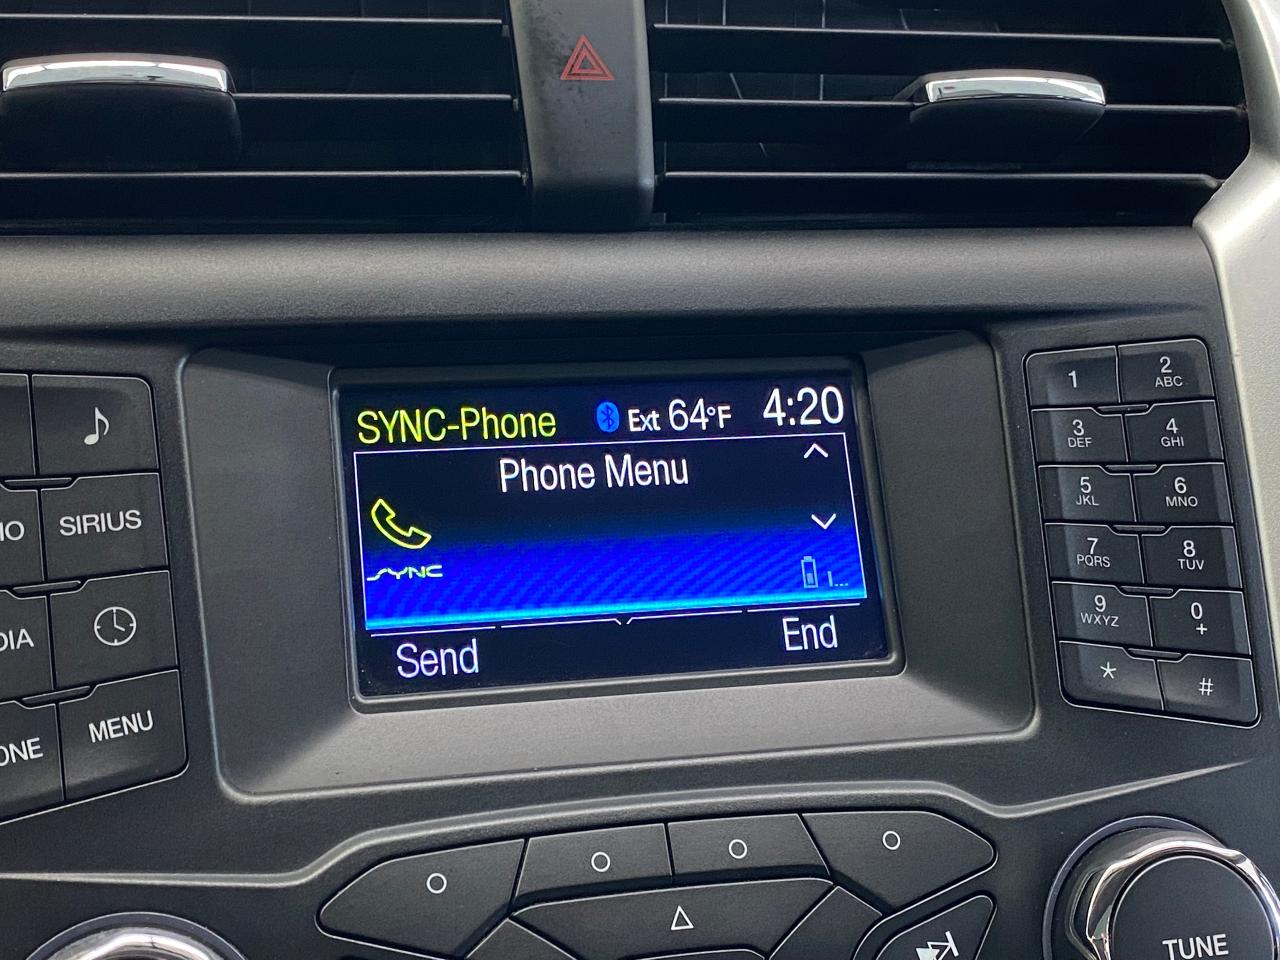 SYNC-Phone Ext 64°F 4:20
Phone Menu
SYNC
Send End
SIRIUS
MENU
1
2
ABC
3
DEF
4
GHI
5
JKL
6
MNO
7
PQRS
8
TUV
9
WXYZ
0
+
*
#
TUNE